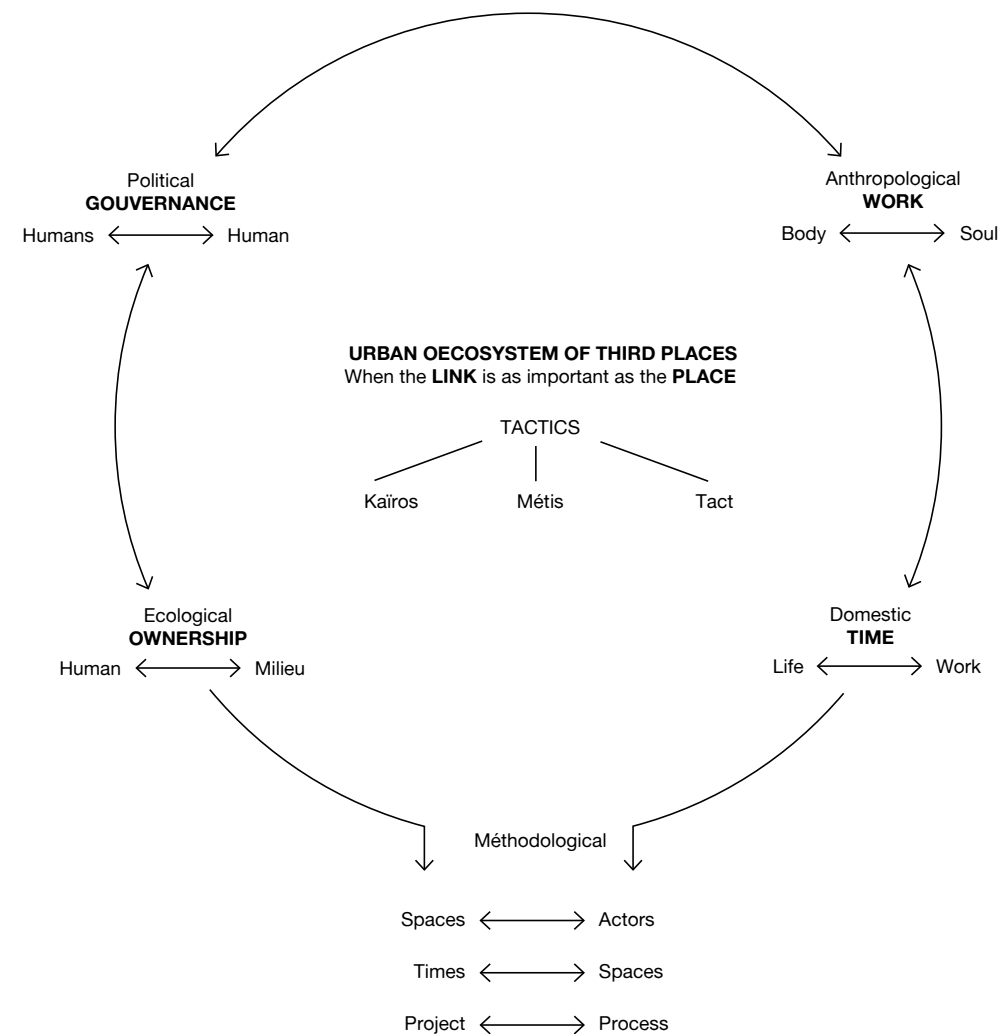 Political
GOUVERNANCE
Humans Human
Anthropological
WORK
Body Soul
URBAN OECOSYSTEM OF THIRD PLACES
When the LINK is as important as the PLACE
TACTICS
Kaïros Métis Tact
Ecological
OWNERSHIP
Human Milieu
Domestic
TIME
Life Work
Méthodological
Spaces Actors
Times Spaces
Project Process